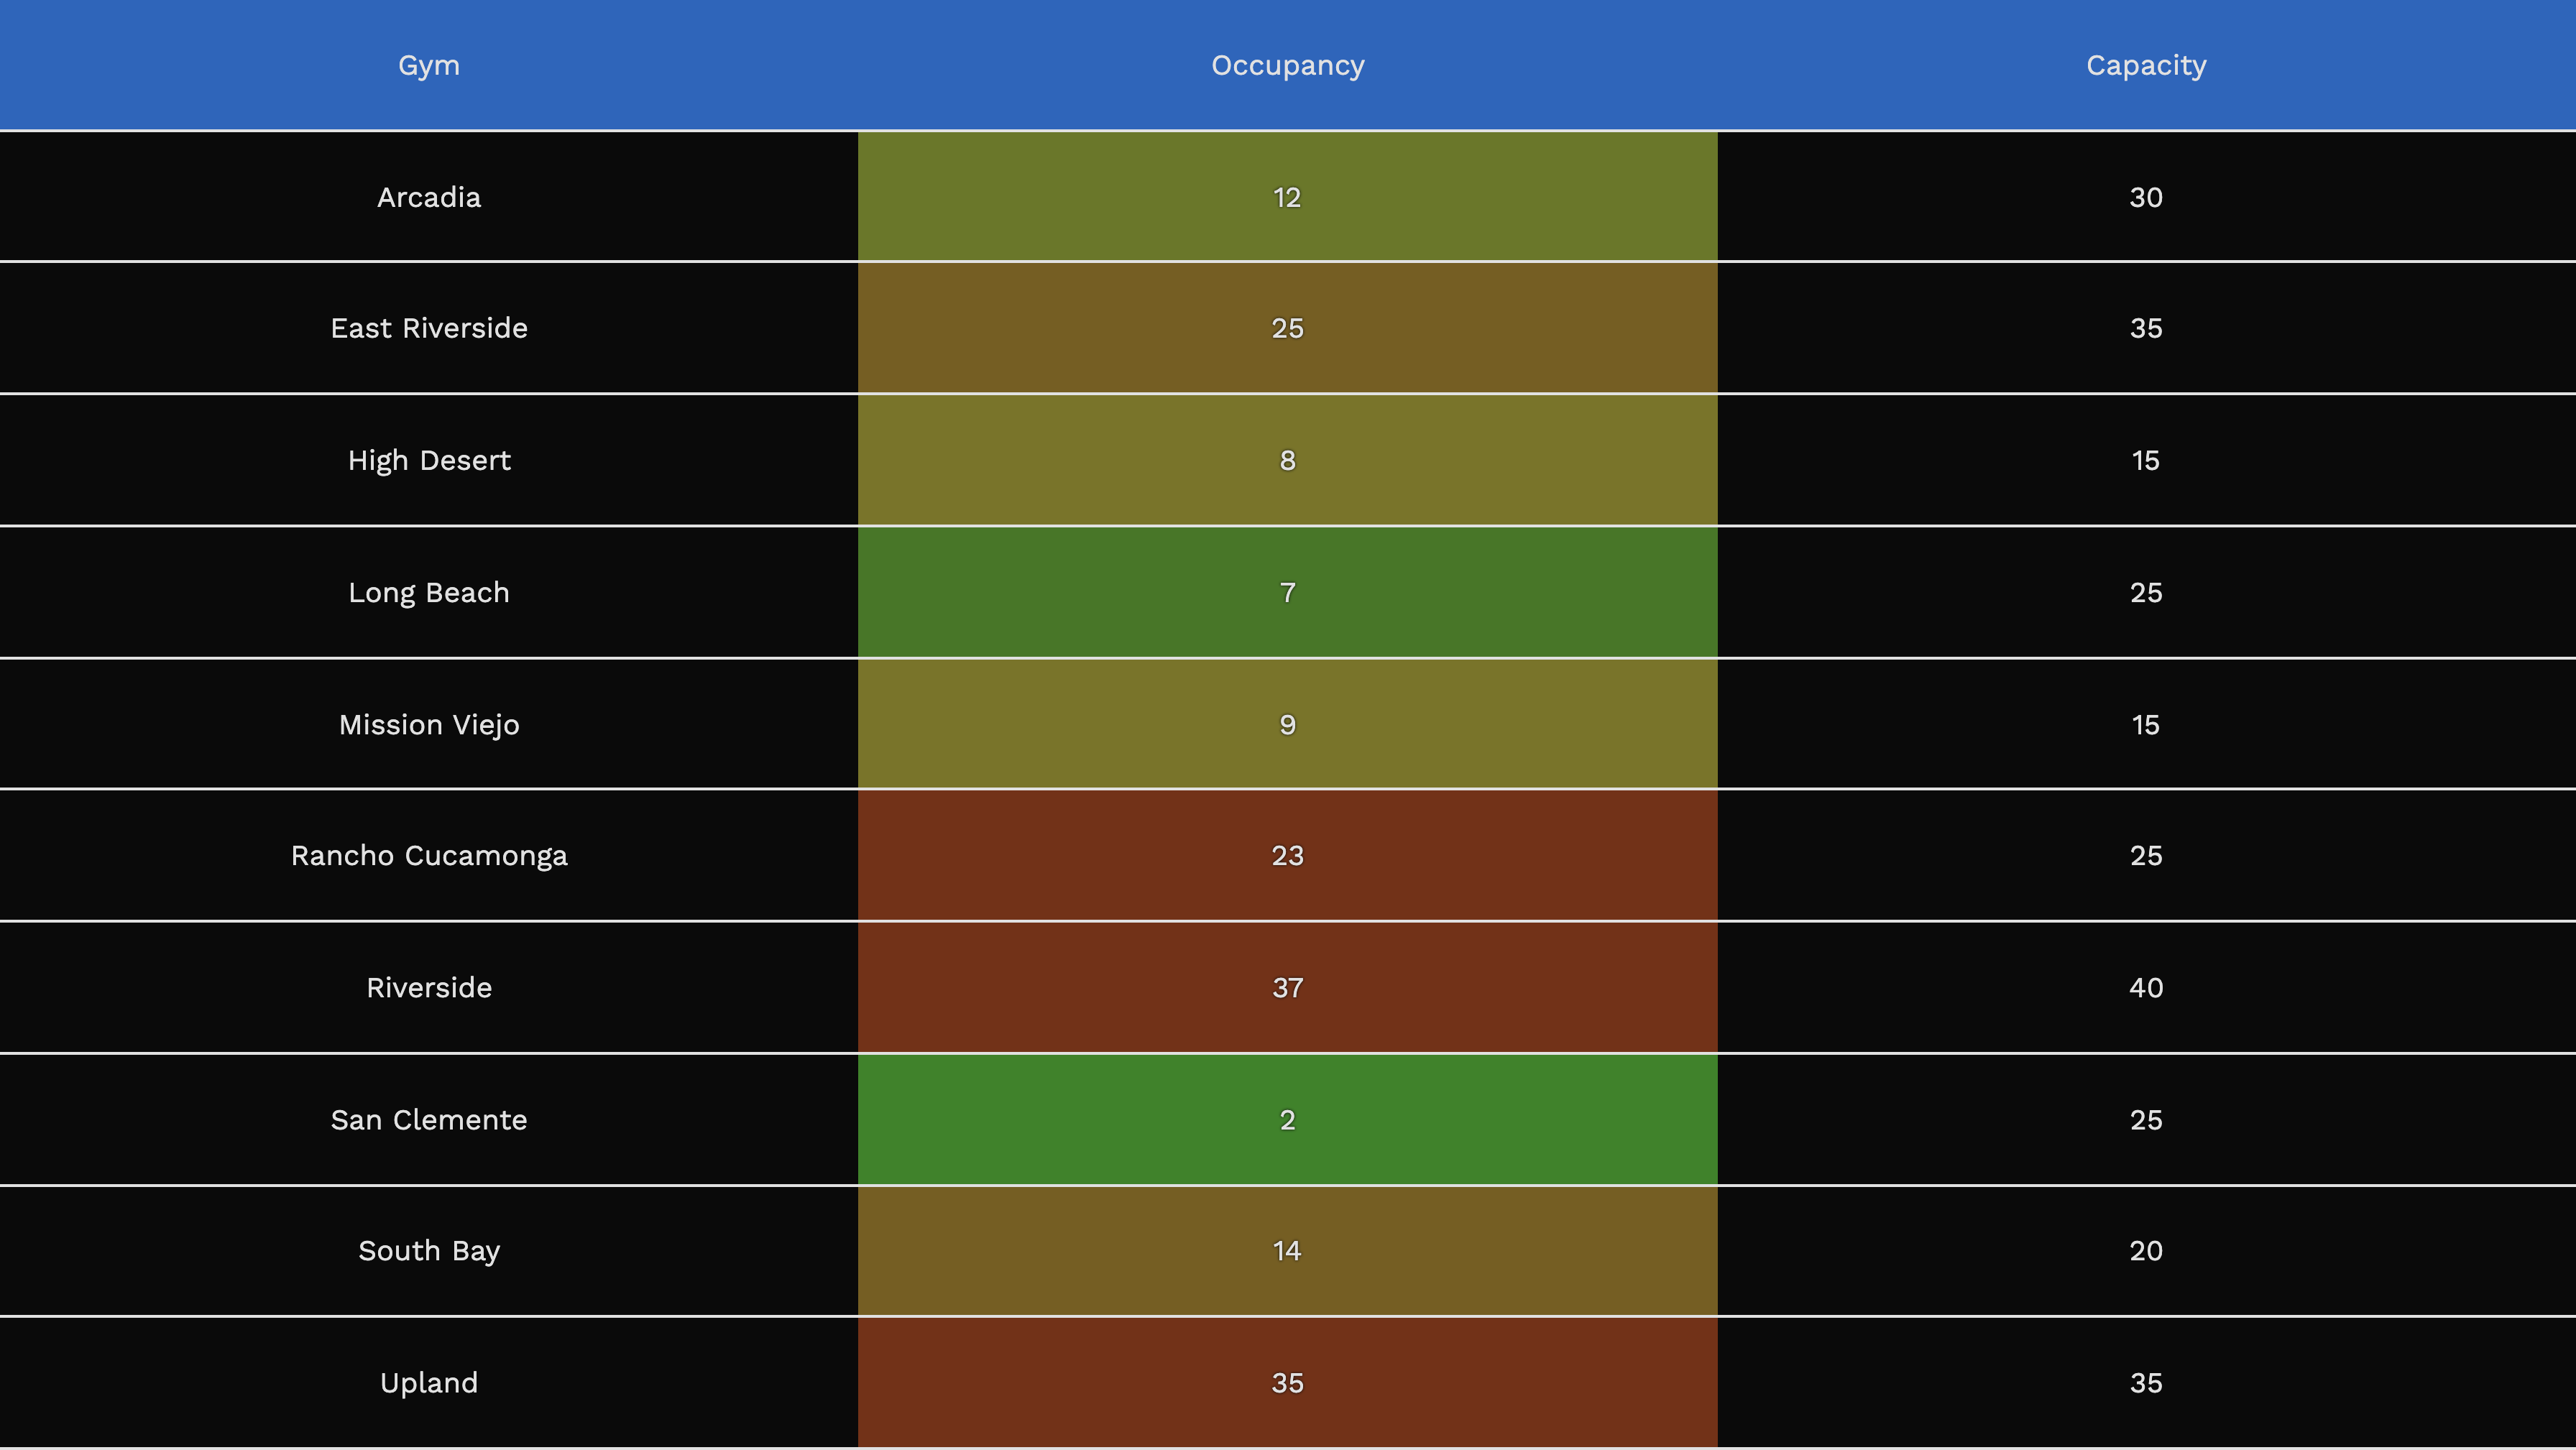 Gym Occupancy Capacity
Arcadia 12 30
East Riverside 25 35
High Desert 8 15
Long Beach 7 25
Mission Viejo 9 15
Rancho Cucamonga 23 25
Riverside 37 40
San Clemente 2 25
South Bay 14 20
Upland 35 35